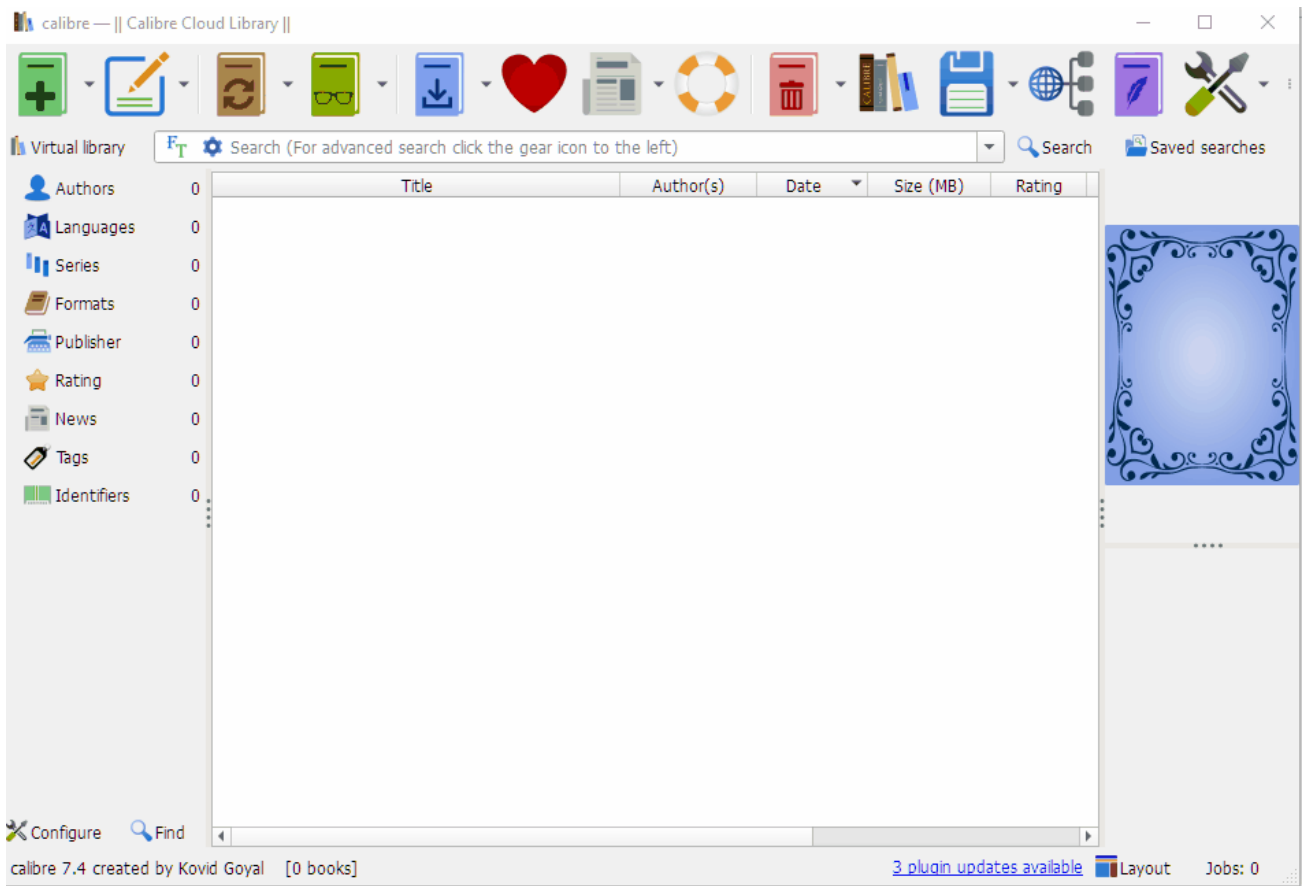 calibre — || Calibre Cloud Library ||
CALIBRE
Virtual library
FT Search (For advanced search click the gear icon to the left) Search Saved searches
Authors 0
Languages 0
Series 0
Formats 0
Publisher 0
Rating 0
News 0
Tags 0
Identifiers 0
Title Author(s) Date Size (MB) Rating
Configure Find
calibre 7.4 created by Kovid Goyal [0 books] 3 plugin updates available Layout Jobs: 0